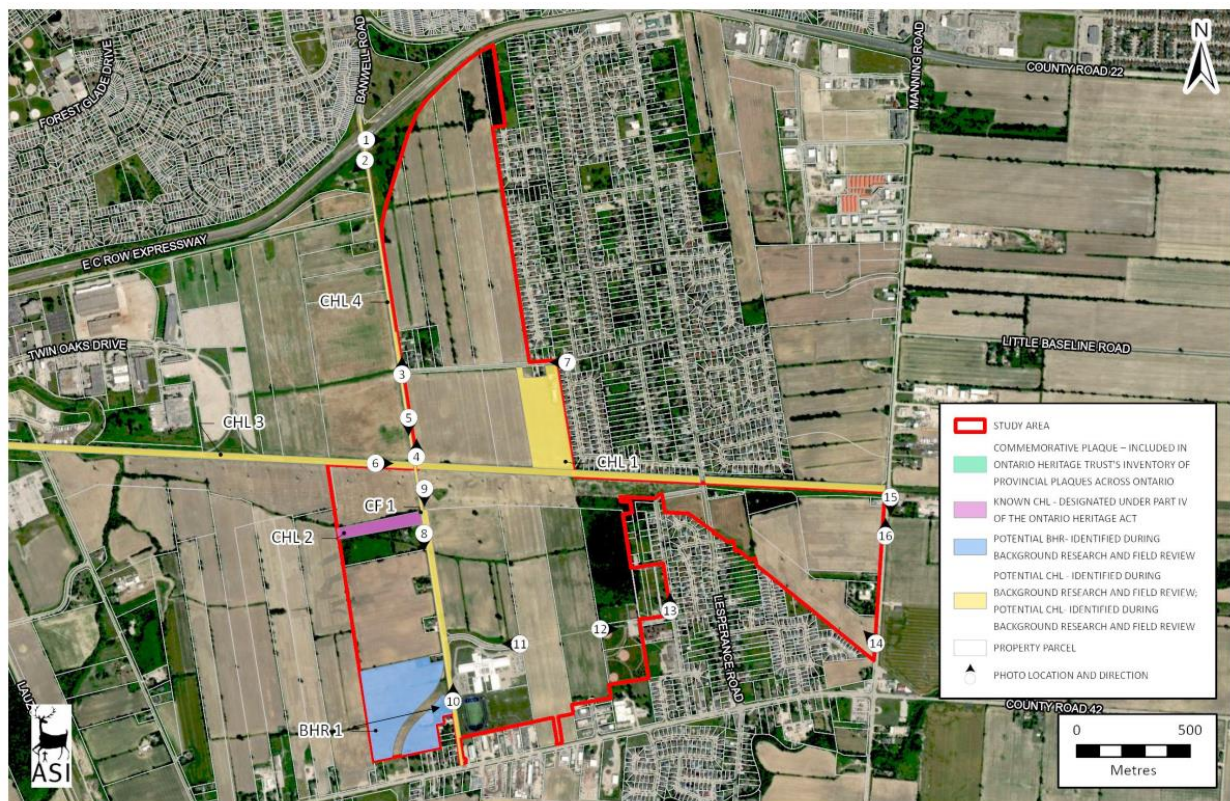 BANWELL ROAD
MANNING ROAD
N
COUNTY ROAD 22
FOREST GLADE DRIVE
1
2
E C ROW EXPRESSWAY
CHL 4
TWIN OAKS DRIVE
LITTLE BASELINE ROAD
7
3
5
CHL 3
4
6
CHL 1
9
CF 1
8
CHL 2
15
16
13
12
LESPERANCE ROAD
11
14
10
BHR 1
COUNTY ROAD 42
ASI
STUDY AREA
COMMEMORATIVE PLAQUE – INCLUDED IN
ONTARIO HERITAGE TRUST'S INVENTORY OF
PROVINCIAL PLAQUES ACROSS ONTARIO
KNOWN CHL - DESIGNATED UNDER PART IV
OF THE ONTARIO HERITAGE ACT
POTENTIAL BHR- IDENTIFIED DURING
BACKGROUND RESEARCH AND FIELD REVIEW
POTENTIAL CHL - IDENTIFIED DURING
BACKGROUND RESEARCH AND FIELD REVIEW;
POTENTIAL CHL- IDENTIFIED DURING
BACKGROUND RESEARCH AND FIELD REVIEW
PROPERTY PARCEL
PHOTO LOCATION AND DIRECTION
0 500
Metres